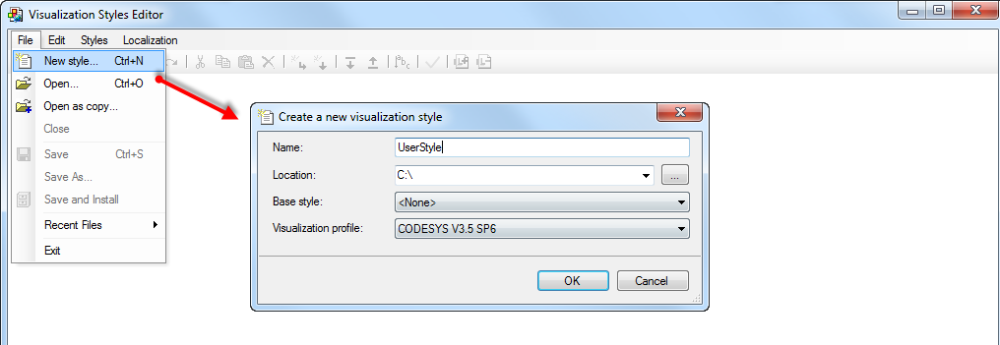 Visualization Styles Editor
File Edit Styles Localization
New style... Ctrl+N
Open... Ctrl+O
Open as copy...
Close
Save Ctrl+S
Save As...
Save and Install
Recent Files
Exit
Create a new visualization style
Name: UserStyle
Location: C:\
...
Base style: <None>
Visualization profile: CODESYS V3.5 SP6
OK Cancel